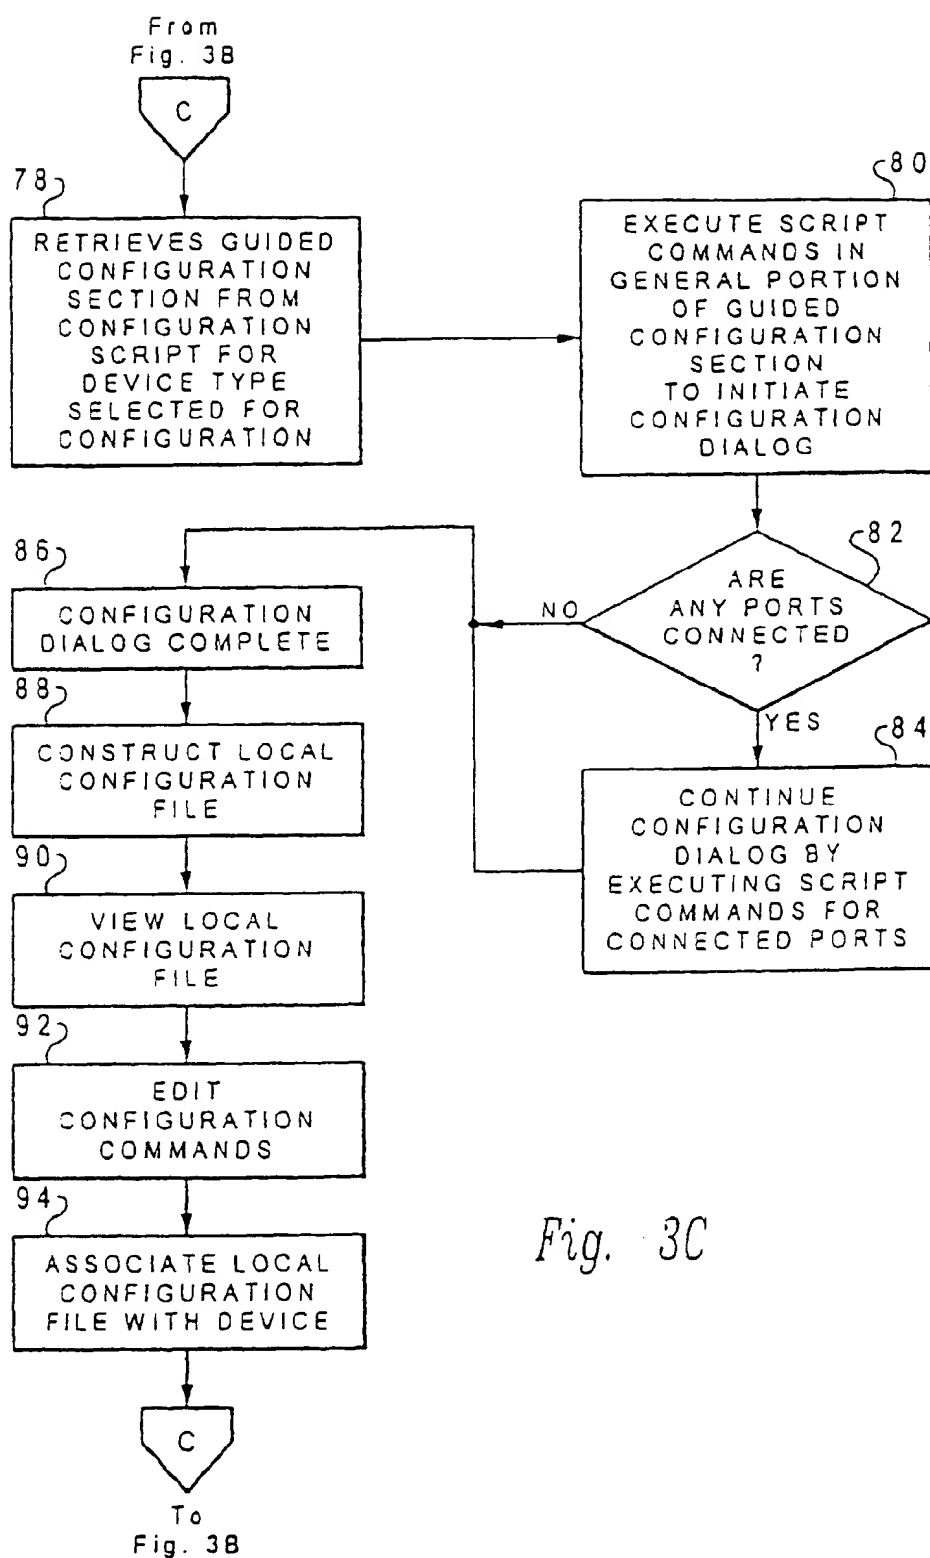 From
Fig. 3B
C
78
RETRIEVES GUIDED
CONFIGURATION
SECTION FROM
CONFIGURATION
SCRIPT FOR
DEVICE TYPE
SELECTED FOR
CONFIGURATION
80
EXECUTE SCRIPT
COMMANDS IN
GENERAL PORTION
OF GUIDED
CONFIGURATION
SECTION
TO INITIATE
CONFIGURATION
DIALOG
82
ARE
ANY PORTS
CONNECTED
?
NO
YES
84
CONTINUE
CONFIGURATION
DIALOG BY
EXECUTING SCRIPT
COMMANDS FOR
CONNECTED PORTS
86
CONFIGURATION
DIALOG COMPLETE
88
CONSTRUCT LOCAL
CONFIGURATION
FILE
90
VIEW LOCAL
CONFIGURATION
FILE
92
EDIT
CONFIGURATION
COMMANDS
94
ASSOCIATE LOCAL
CONFIGURATION
FILE WITH DEVICE
C
To
Fig. 3B
Fig. 3C